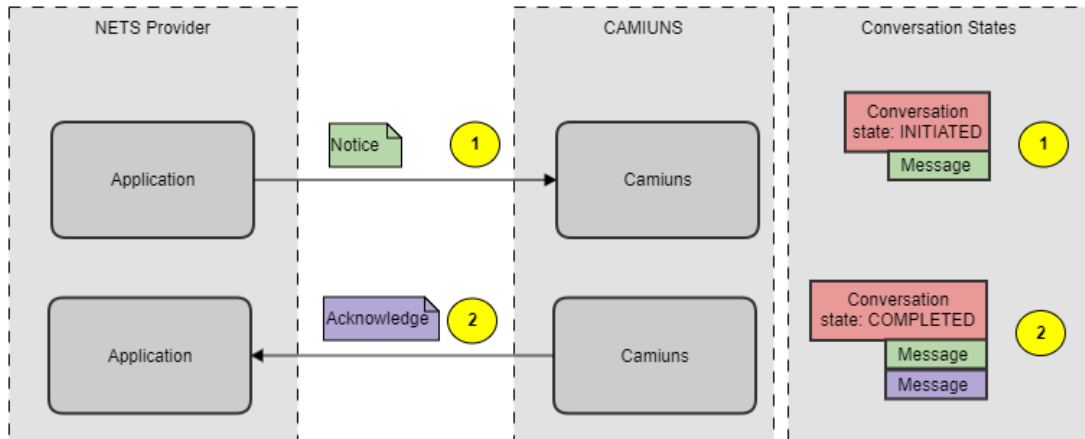 NETS Provider
CAMIUNS
Conversation States
Application
Notice
1
Camiuns
Conversation
state: INITIATED
Message
1
Application
Acknowledge
2
Camiuns
Conversation
state: COMPLETED
Message
Message
2